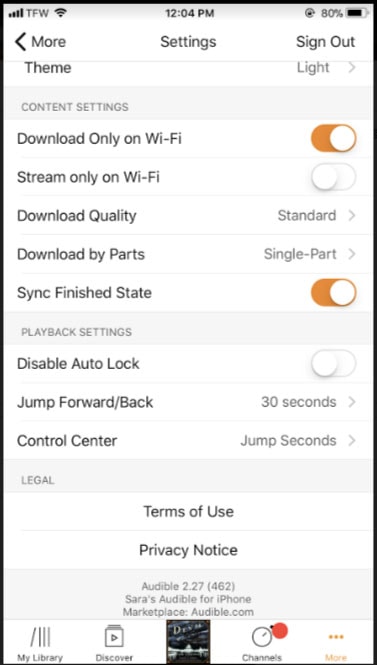 TFW 12:04 PM 80%
More Settings Sign Out
Theme Light
CONTENT SETTINGS
Download Only on Wi-Fi
Stream only on Wi-Fi
Download Quality Standard
Download by Parts Single-Part
Sync Finished State
PLAYBACK SETTINGS
Disable Auto Lock
Jump Forward/Back 30 seconds
Control Center Jump Seconds
LEGAL
Terms of Use
Privacy Notice
Audible 2.27 (462)
Sara's Audible for iPhone
Marketplace: Audible.com
My Library Discover Channels More